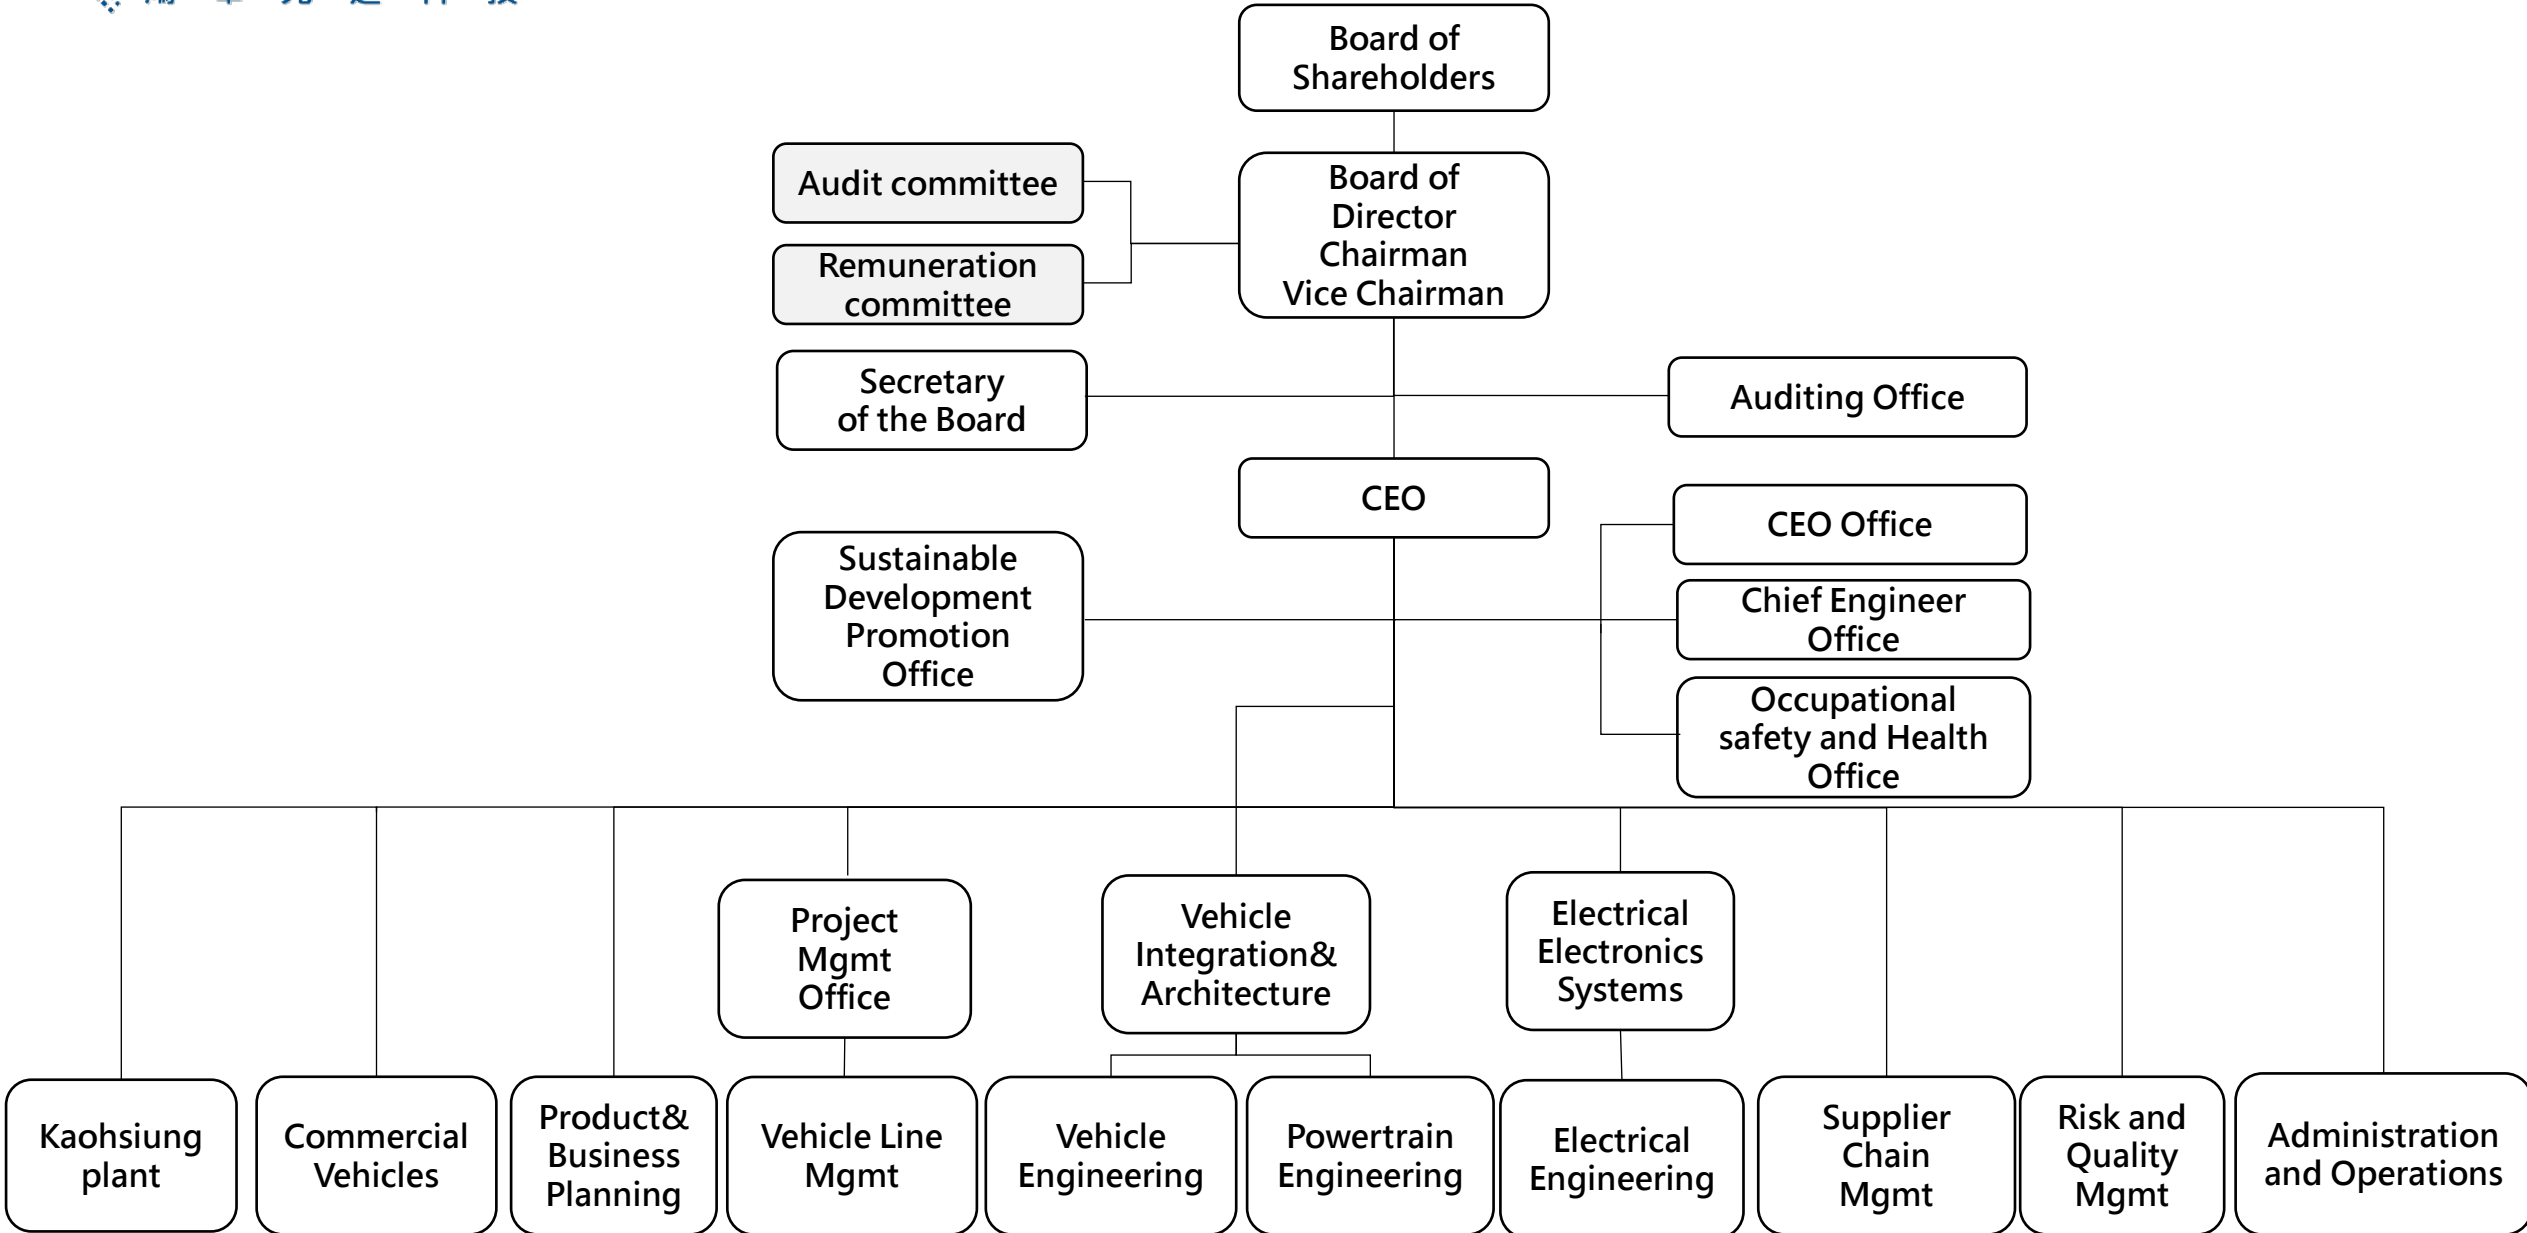 Board of
Shareholders
Audit committee
Board of
Director
Chairman
Vice Chairman
Remuneration
committee
Secretary
of the Board
Auditing Office
CEO
CEO Office
Sustainable
Development
Promotion
Office
Chief Engineer
Office
Occupational
safety and Health
Office
Project
Mgmt
Office
Vehicle
Integration&
Architecture
Electrical
Electronics
Systems
Kaohsiung
plant
Commercial
Vehicles
Product&
Business
Planning
Vehicle Line
Mgmt
Vehicle
Engineering
Powertrain
Engineering
Electrical
Engineering
Supplier
Chain
Mgmt
Risk and
Quality
Mgmt
Administration
and Operations